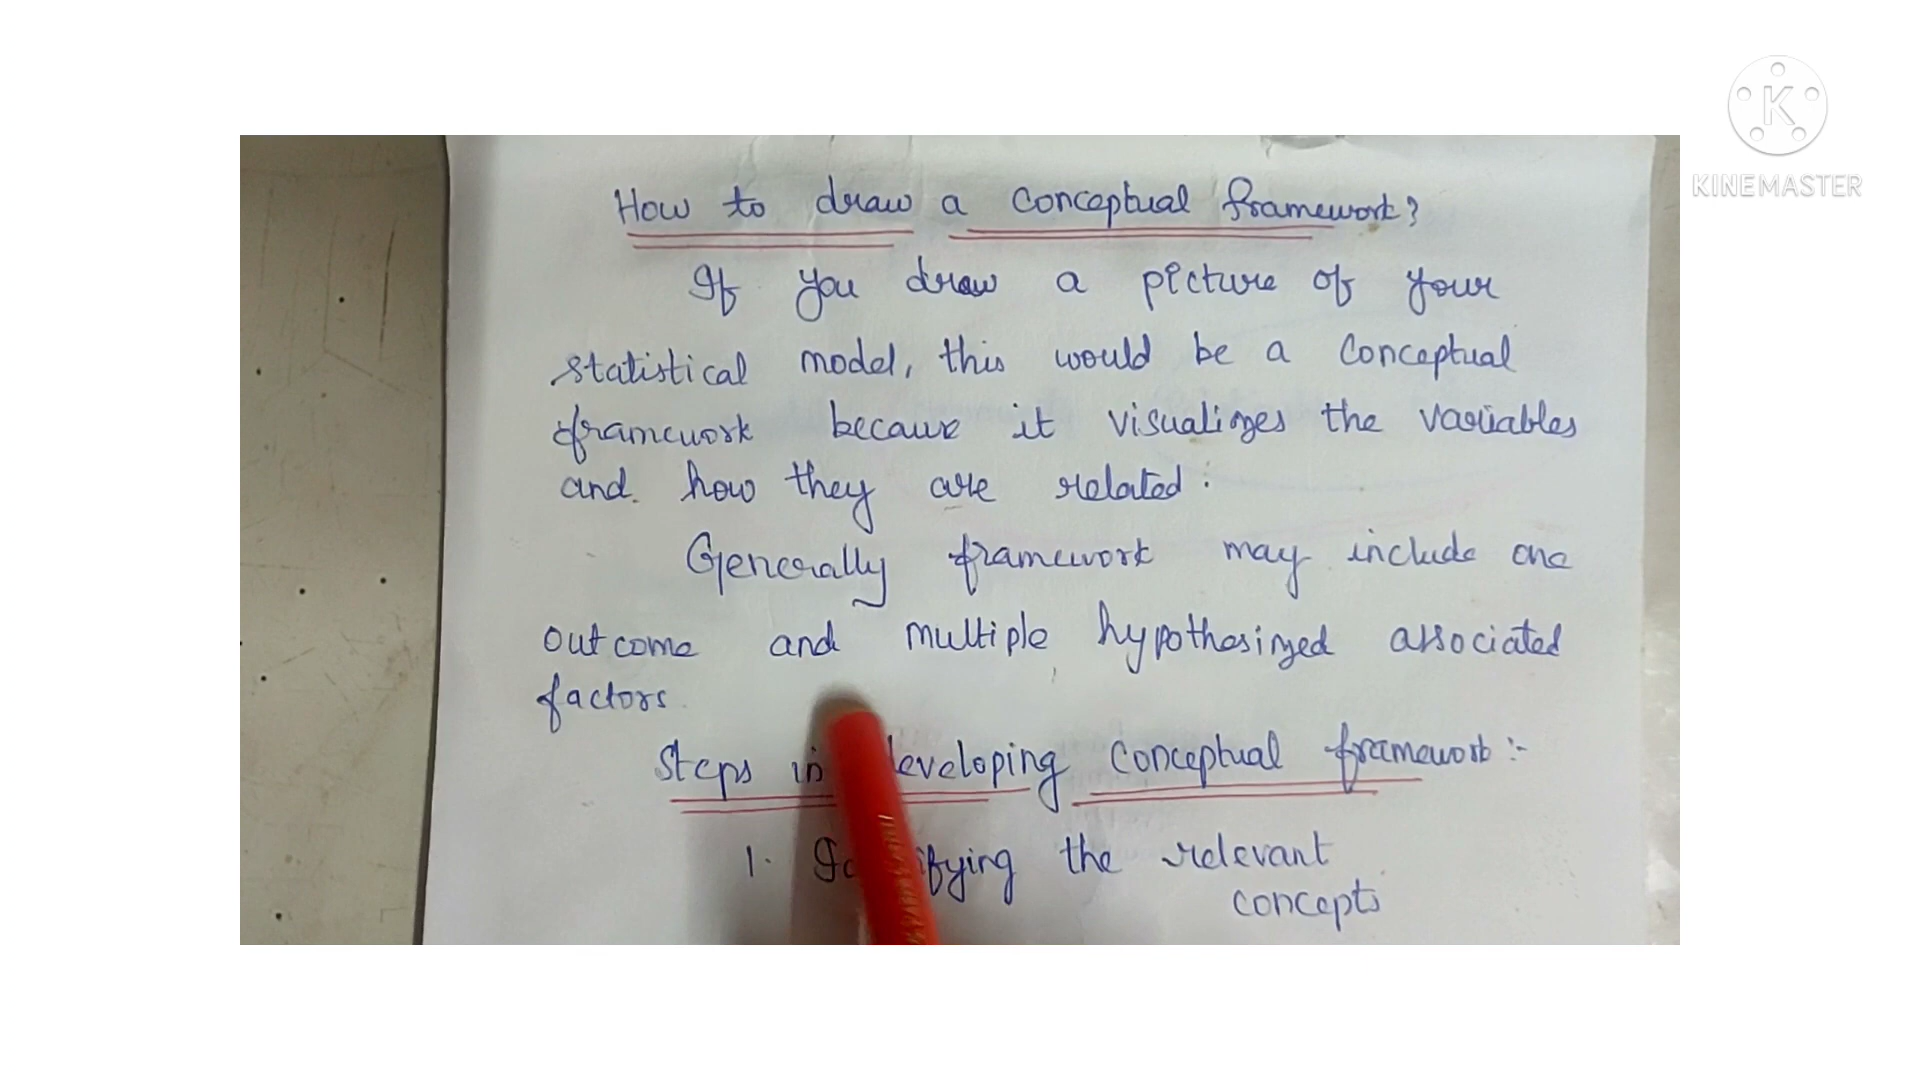 K
KINEMASTER
How to draw a conceptual framework?
If you draw a picture of your
statistical model, this would be a conceptual
framework because it visualizes the variables
and how they are related.
Generally framework may include one
outcome and multiple hypothesized associated
factors.
Steps in developing conceptual framework :-
1. the relevant
concepts